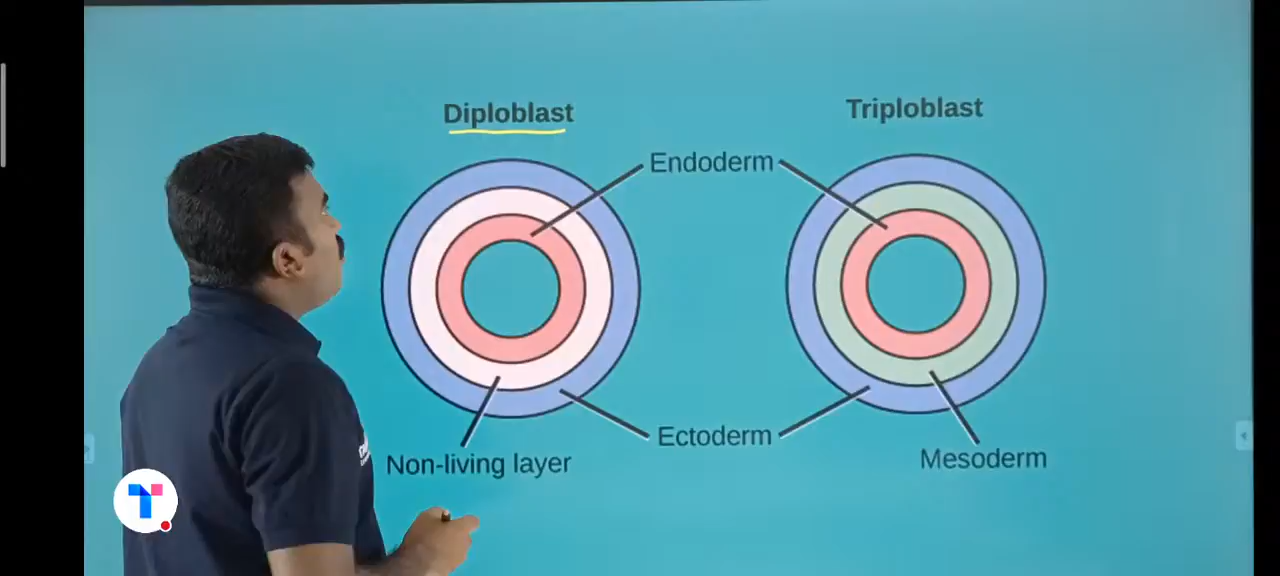 Diploblast
Triploblast
Endoderm
Ectoderm
Non-living layer
Mesoderm